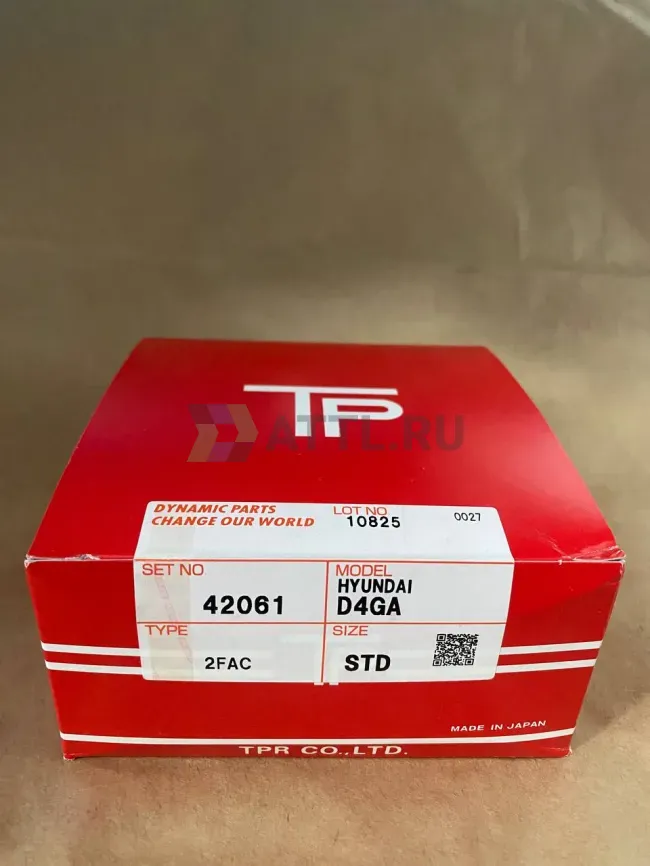 TP
ATTL.RU
DYNAMIC PARTS
CHANGE OUR WORLD
LOT NO
10825
0027
SET NO
42061
MODEL
HYUNDAI
D4GA
TYPE
2FAC
SIZE
STD
MADE IN JAPAN
TPR CO.,LTD.